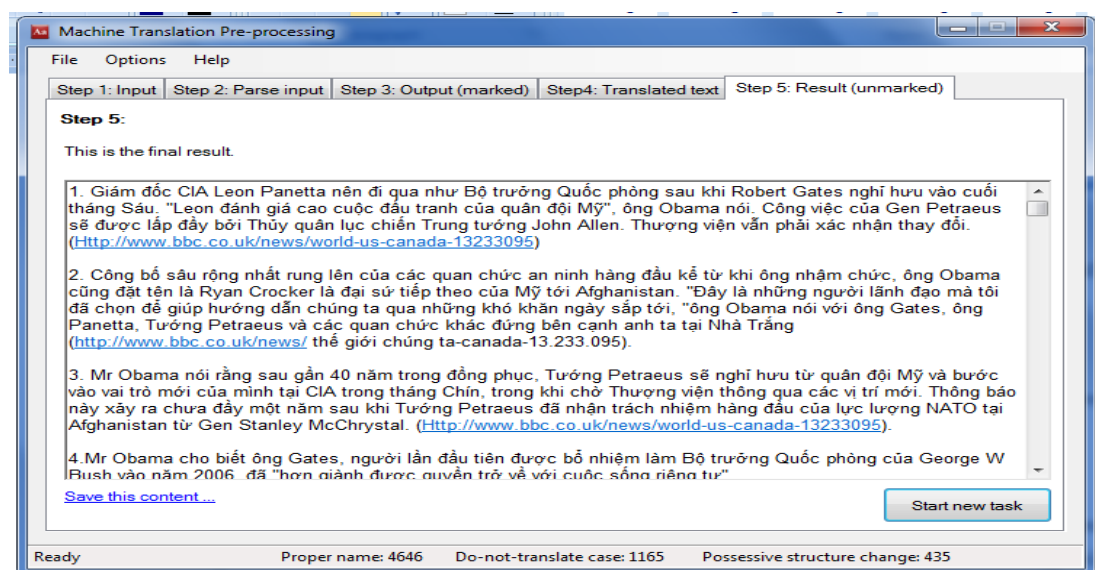 Machine Translation Pre-processing
File Options Help
Step 1: Input Step 2: Parse input Step 3: Output (marked) Step4: Translated text Step 5: Result (unmarked)
Step 5:
This is the final result.
1. Giám đốc CIA Leon Panetta nên đi qua như Bộ trưởng Quốc phòng sau khi Robert Gates nghỉ hưu vào cuối
tháng Sáu. "Leon đánh giá cao cuộc đấu tranh của quân đội Mỹ", ông Obama nói. Công việc của Gen Petraeus
sẽ được lấp đầy bởi Thủy quân lục chiến Trung tướng John Allen. Thượng viện vẫn phải xác nhận thay đổi.
(Http://www.bbc.co.uk/news/world-us-canada-13233095)
2. Công bố sâu rộng nhất rung lên của các quan chức an ninh hàng đầu kể từ khi ông nhậm chức, ông Obama
cũng đặt tên là Ryan Crocker là đại sứ tiếp theo của Mỹ tới Afghanistan. "Đây là những người lãnh đạo mà tôi
đã chọn để giúp hướng dẫn chúng ta qua những khó khăn ngày sắp tới, "ông Obama nói với ông Gates, ông
Panetta, Tướng Petraeus và các quan chức khác đứng bên cạnh anh ta tại Nhà Trắng
(http://www.bbc.co.uk/news/ thế giới chúng ta-canada-13.233.095).
3. Mr Obama nói rằng sau gần 40 năm trong đồng phục, Tướng Petraeus sẽ nghỉ hưu từ quân đội Mỹ và bước
vào vai trò mới của mình tại CIA trong tháng Chín, trong khi chờ Thượng viện thông qua các vị trí mới. Thông báo
này xảy ra chưa đầy một năm sau khi Tướng Petraeus đã nhận trách nhiệm hàng đầu của lực lượng NATO tại
Afghanistan từ Gen Stanley McChrystal. (Http://www.bbc.co.uk/news/world-us-canada-13233095).
4.Mr Obama cho biết ông Gates, người lần đầu tiên được bổ nhiệm làm Bộ trưởng Quốc phòng của George W
Bush vào năm 2006, đã "hơn giành được quyền trở về với cuộc sống riêng tư"
Save this content ...
Start new task
Ready Proper name: 4646 Do-not-translate case: 1165 Possessive structure change: 435